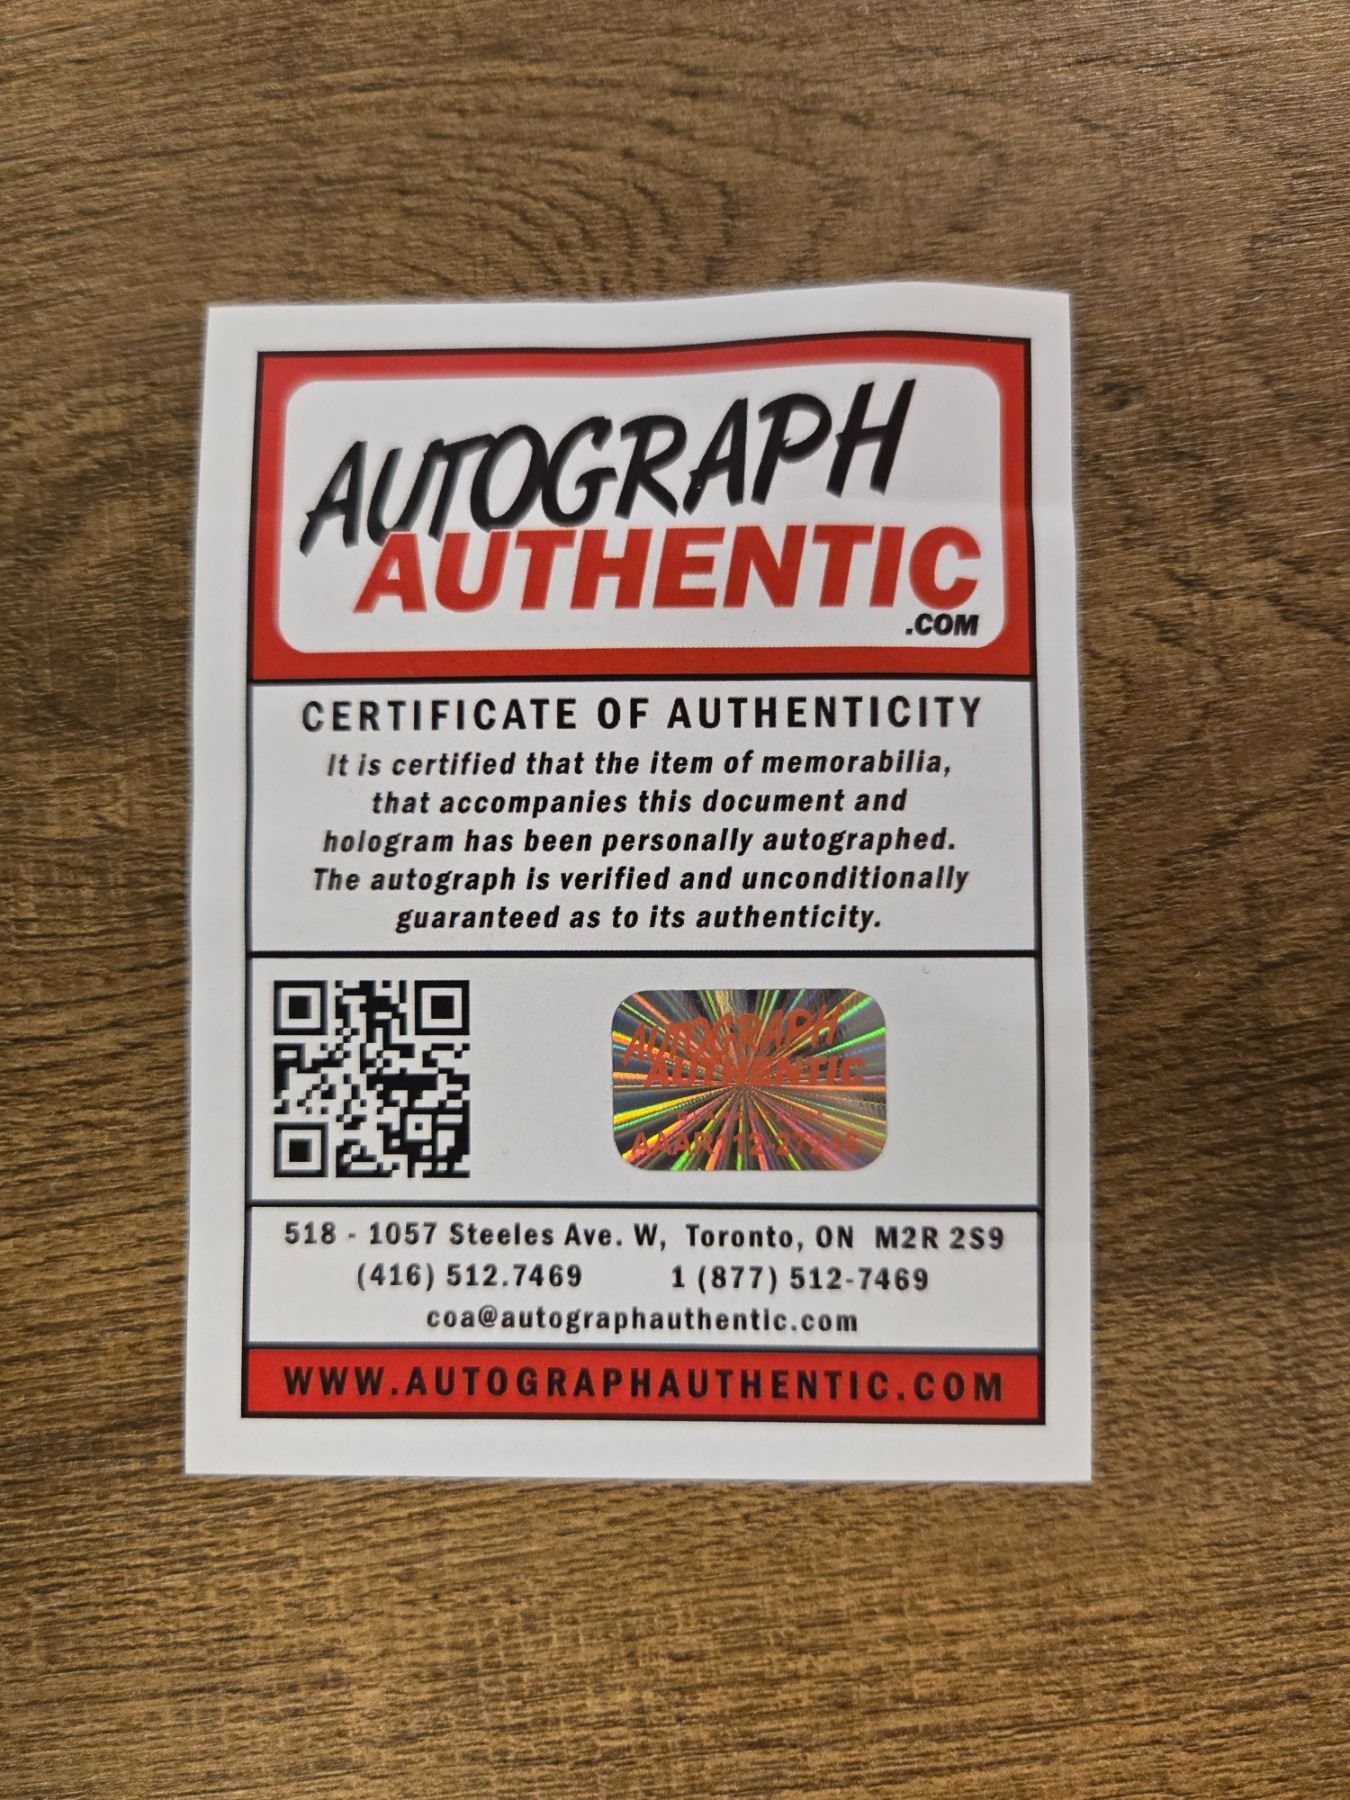 AUTOGRAPH
AUTHENTIC
.COM
CERTIFICATE OF AUTHENTICITY
It is certified that the item of memorabilia,
that accompanies this document and
hologram has been personally autographed.
The autograph is verified and unconditionally
guaranteed as to its authenticity.
AUTOGRAPH
AUTHENTIC
518 - 1057 Steeles Ave. W, Toronto, ON M2R 2S9
(416) 512.7469 1 (877) 512-7469
coa@autographauthentic.com
WWW.AUTOGRAPHAUTHENTIC.COM